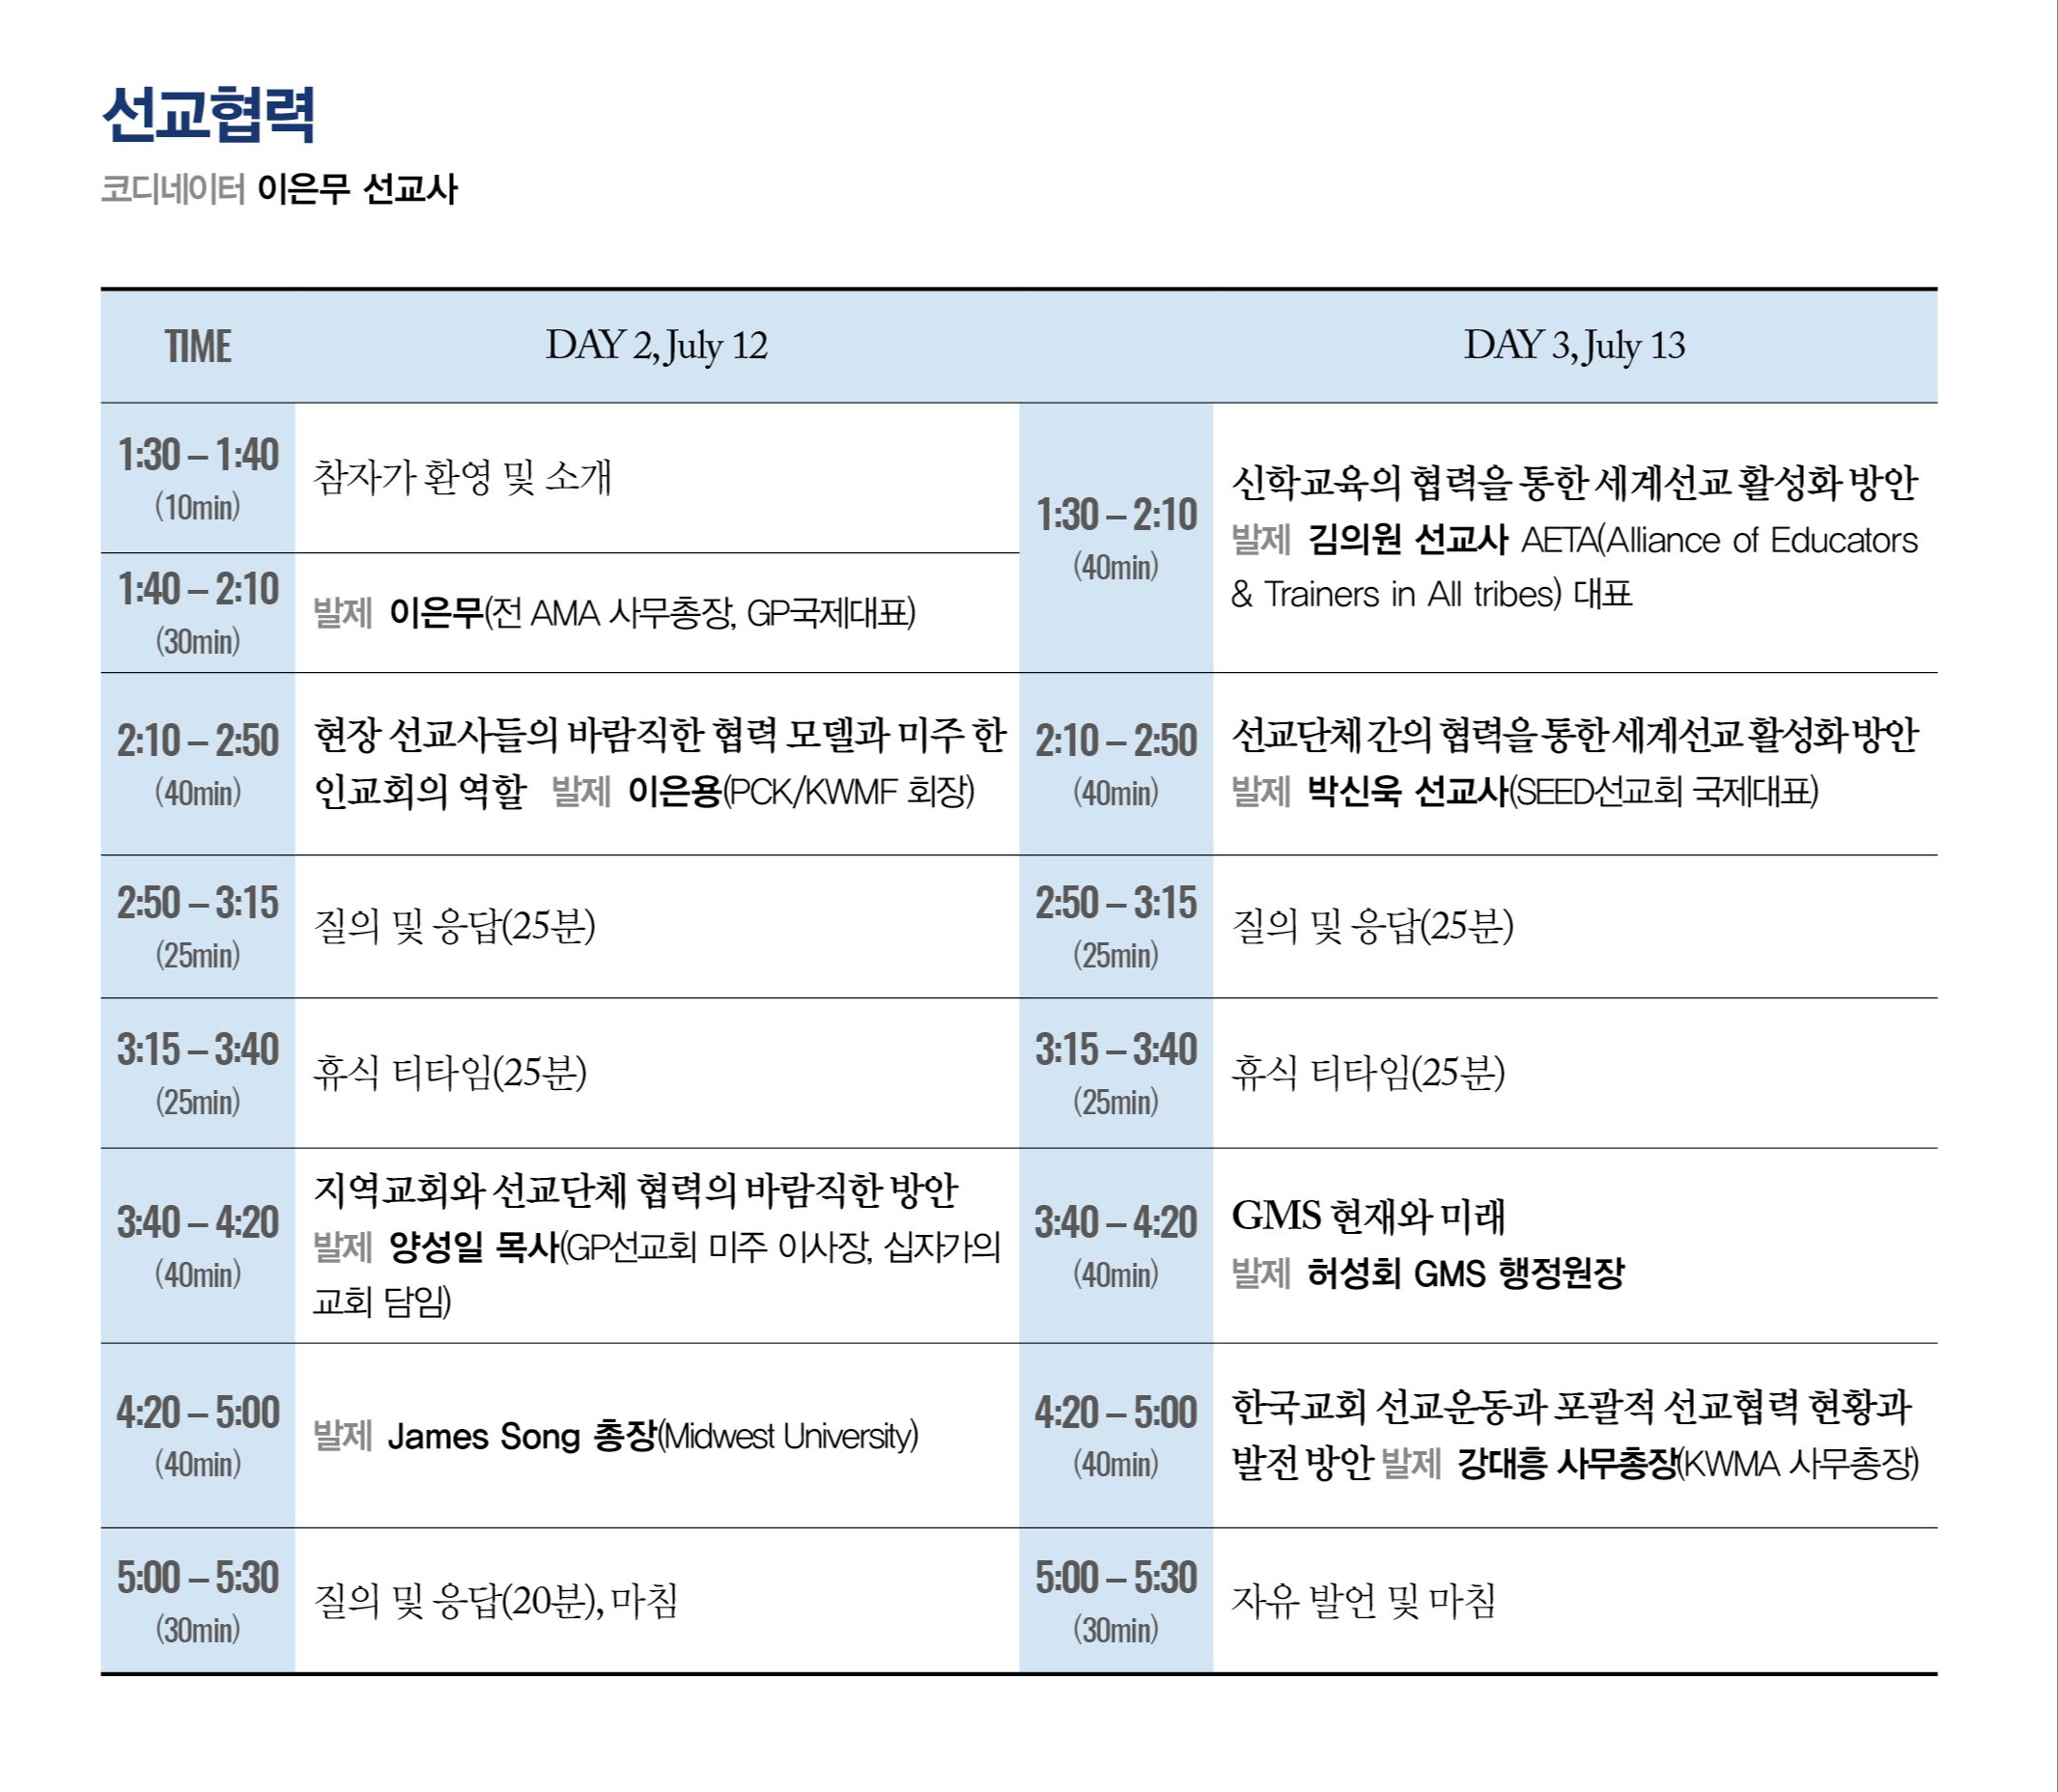 선교협력
코디네이터 이은무 선교사
TIME
DAY 2, July 12
DAY 3, July 13
1:30 – 1:40
(10min)
참자가 환영 및 소개
1:40 – 2:10
(30min)
발제 이은무(전 AMA 사무총장, GP국제대표)
1:30 – 2:10
(40min)
신학교육의 협력을 통한 세계선교 활성화 방안
발제 김의원 선교사 AETA(Alliance of Educators
& Trainers in All tribes) 대표
2:10 – 2:50
(40min)
현장 선교사들의 바람직한 협력 모델과 미주 한
인교회의 역할 발제 이은용(PCK/KWMF 회장)
2:10 – 2:50
(40min)
선교단체 간의 협력을 통한 세계선교 활성화 방안
발제 박신욱 선교사(SEED선교회 국제대표)
2:50 – 3:15
(25min)
질의 및 응답(25분)
2:50 – 3:15
(25min)
질의 및 응답(25분)
3:15 – 3:40
(25min)
휴식 티타임(25분)
3:15 – 3:40
(25min)
휴식 티타임(25분)
3:40 – 4:20
(40min)
지역교회와 선교단체 협력의 바람직한 방안
발제 양성일 목사(GP선교회 미주 이사장, 십자가의
교회 담임)
3:40 – 4:20
(40min)
GMS 현재와 미래
발제 허성회 GMS 행정원장
4:20 – 5:00
(40min)
발제 James Song 총장(Midwest University)
4:20 – 5:00
(40min)
한국교회 선교운동과 포괄적 선교협력 현황과
발전 방안 발제 강대흥 사무총장(KWMA 사무총장)
5:00 – 5:30
(30min)
질의 및 응답(20분), 마침
5:00 – 5:30
(30min)
자유 발언 및 마침